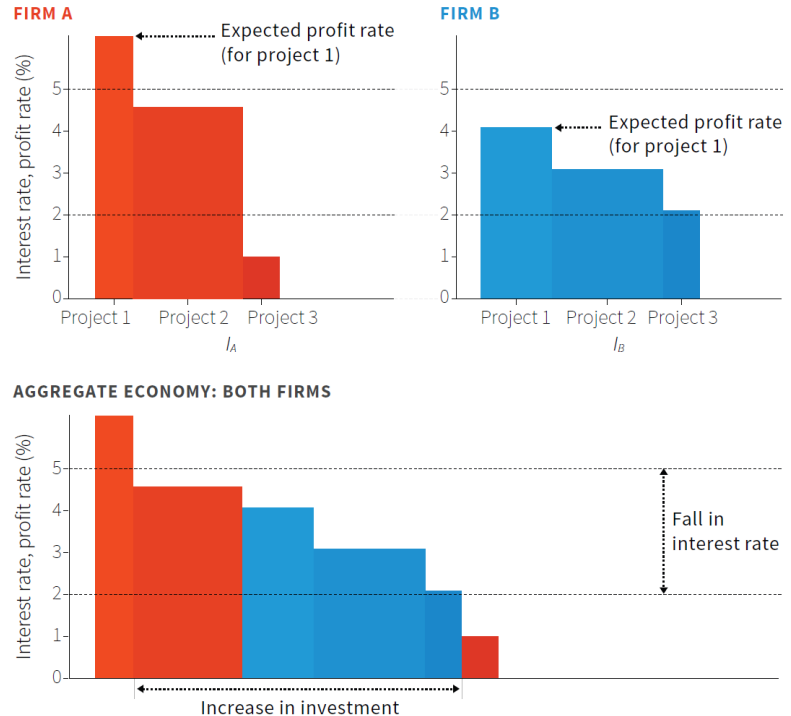 FIRM A
Expected profit rate
(for project 1)
Interest rate, profit rate (%)
5
4
3
2
1
0
Project 1
Project 2
Project 3
I_A
FIRM B
Expected profit rate
(for project 1)
5
4
3
2
1
0
Project 1
Project 2
Project 3
I_B
AGGREGATE ECONOMY: BOTH FIRMS
Interest rate, profit rate (%)
5
4
3
2
1
0
Fall in
interest rate
Increase in investment